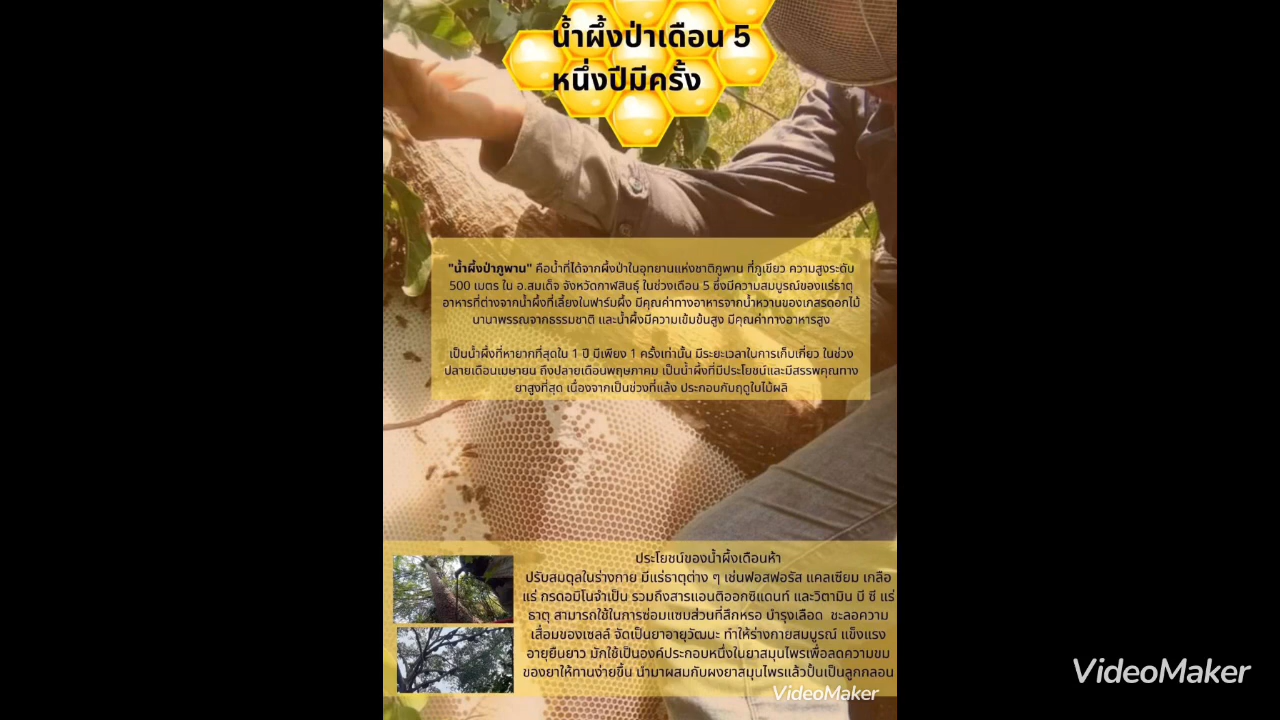 น้ำผึ้งป่าเดือน 5
หนึ่งปีมีครั้ง
"น้ำผึ้งป่าภูพาน" คือน้ำที่ได้จากผึ้งป่าในอุทยานแห่งชาติภูพาน ที่ภูเขียว ความสูงระดับ
500 เมตร ใน อ.สมเด็จ จังหวัดกาฬสินธุ์ ในช่วงเดือน 5 ซึ่งมีความสมบูรณ์ของแร่ธาตุ
อาหารที่ต่างจากน้ำผึ้งที่เลี้ยงในฟาร์มผึ้ง มีคุณค่าทางอาหารจากน้ำหวานของเกสรดอกไม้
นานาพรรณจากธรรมชาติ และน้ำผึ้งมีความเข้มข้นสูง มีคุณค่าทางอาหารสูง
เป็นน้ำผึ้งที่หายากที่สุดใน 1 ปี มีเพียง 1 ครั้งเท่านั้น มีระยะเวลาในการเก็บเกี่ยว ในช่วง
ปลายเดือนเมษายน ถึงปลายเดือนพฤษภาคม เป็นน้ำผึ้งที่มีประโยชน์และมีสรรพคุณทาง
ยาสูงที่สุด เนื่องจากเป็นช่วงที่แล้ง ประกอบกับฤดูใบไม้ผลิ
ประโยชน์ของน้ำผึ้งเดือนห้า
ปรับสมดุลในร่างกาย มีแร่ธาตุต่าง ๆ เช่นฟอสฟอรัส แคลเซียม เกลือ
แร่ กรดอมิโนจำเป็น รวมถึงสารแอนติออกซิแดนท์ และวิตามิน บี ซี แร่
ธาตุ สามารถใช้ในการซ่อมแซมส่วนที่สึกหรอ บำรุงเลือด ชะลอความ
เสื่อมของเซลล์ จัดเป็นยาอายุวัฒนะ ทำให้ร่างกายสมบูรณ์ แข็งแรง
อายุยืนยาว มักใช้เป็นองค์ประกอบหนึ่งในยาสมุนไพรเพื่อลดความขม
ของยาให้ทานง่ายขึ้น นำมาผสมกับผงยาสมุนไพรแล้วปั้นเป็นลูกกลอน
VideoMaker
VideoMaker